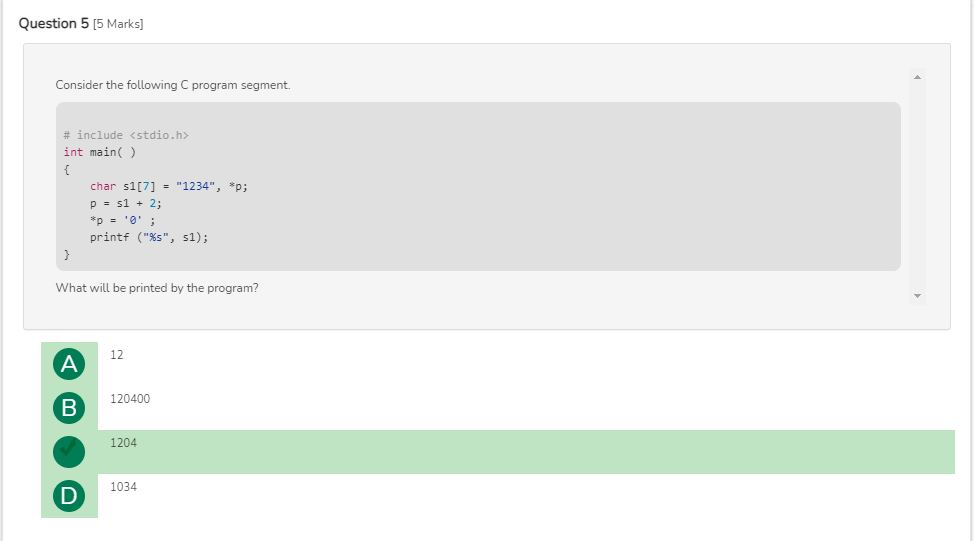 Question 5 [5 Marks]
Consider the following C program segment.
# include <stdio.h>
int main( )
{
    char s1[7] = "1234", *p;
    p = s1 + 2;
    *p = '0' ;
    printf ("%s", s1);
}
What will be printed by the program?
A 12
B 120400
1204
D 1034